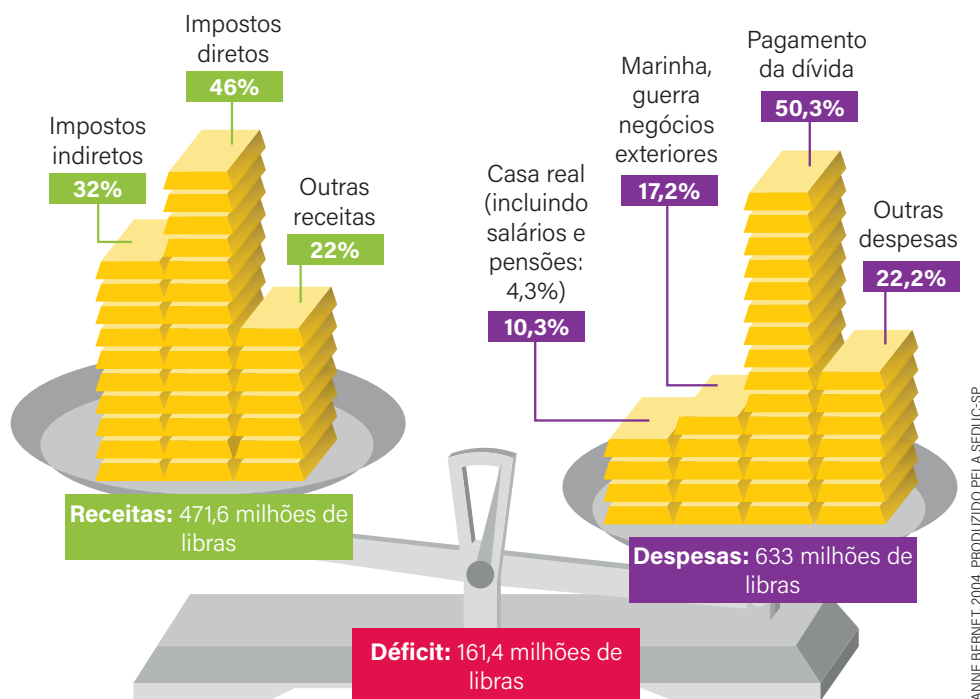 Impostos
diretos
46%
Impostos
indiretos
32%
Outras
receitas
22%
Receitas: 471,6 milhões de
libras
Pagamento
da dívida
50,3%
Marinha,
guerra
negócios
exteriores
17,2%
Casa real
(incluindo
salários e
pensões:
4,3%)
10,3%
Outras
despesas
22,2%
Despesas: 633 milhões de
libras
Déficit: 161,4 milhões de
libras
ANNE BERNET, 2004. PRODUZIDO PELA SEDUC-SP